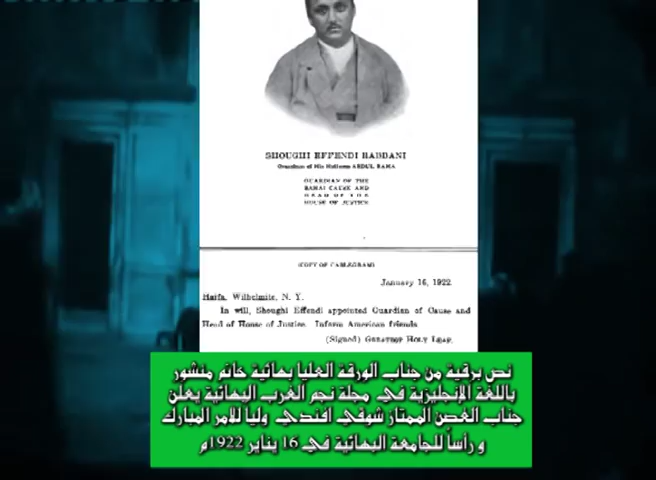 SHOUGHI EFFENDI RABBANI
Guardian of His Holiness ABDUL BAHA
GUARDIAN OF THE
BAHAI CAUSE AND
HEAD OF THE
HOUSE OF JUSTICE
(COPY OF CABLEGRAM)
January 16, 1922
Haifa, Wilhelmite, N. Y.
In will, Shoughi Effendi appointed Guardian of Cause and
Head of House of Justice. Inform American friends
(Signed) GREATEST HOLY LEAF.
نص برقية من جناب الورقة العليا بهائية خانم منشور
باللغة الإنجليزية في مجلة نجم الغرب البهائية يعلن
جناب الغصن الممتاز شوقي افندي ولياً للأمر المبارك
و رأساً للجامعة البهائية في 16 يناير 1922م